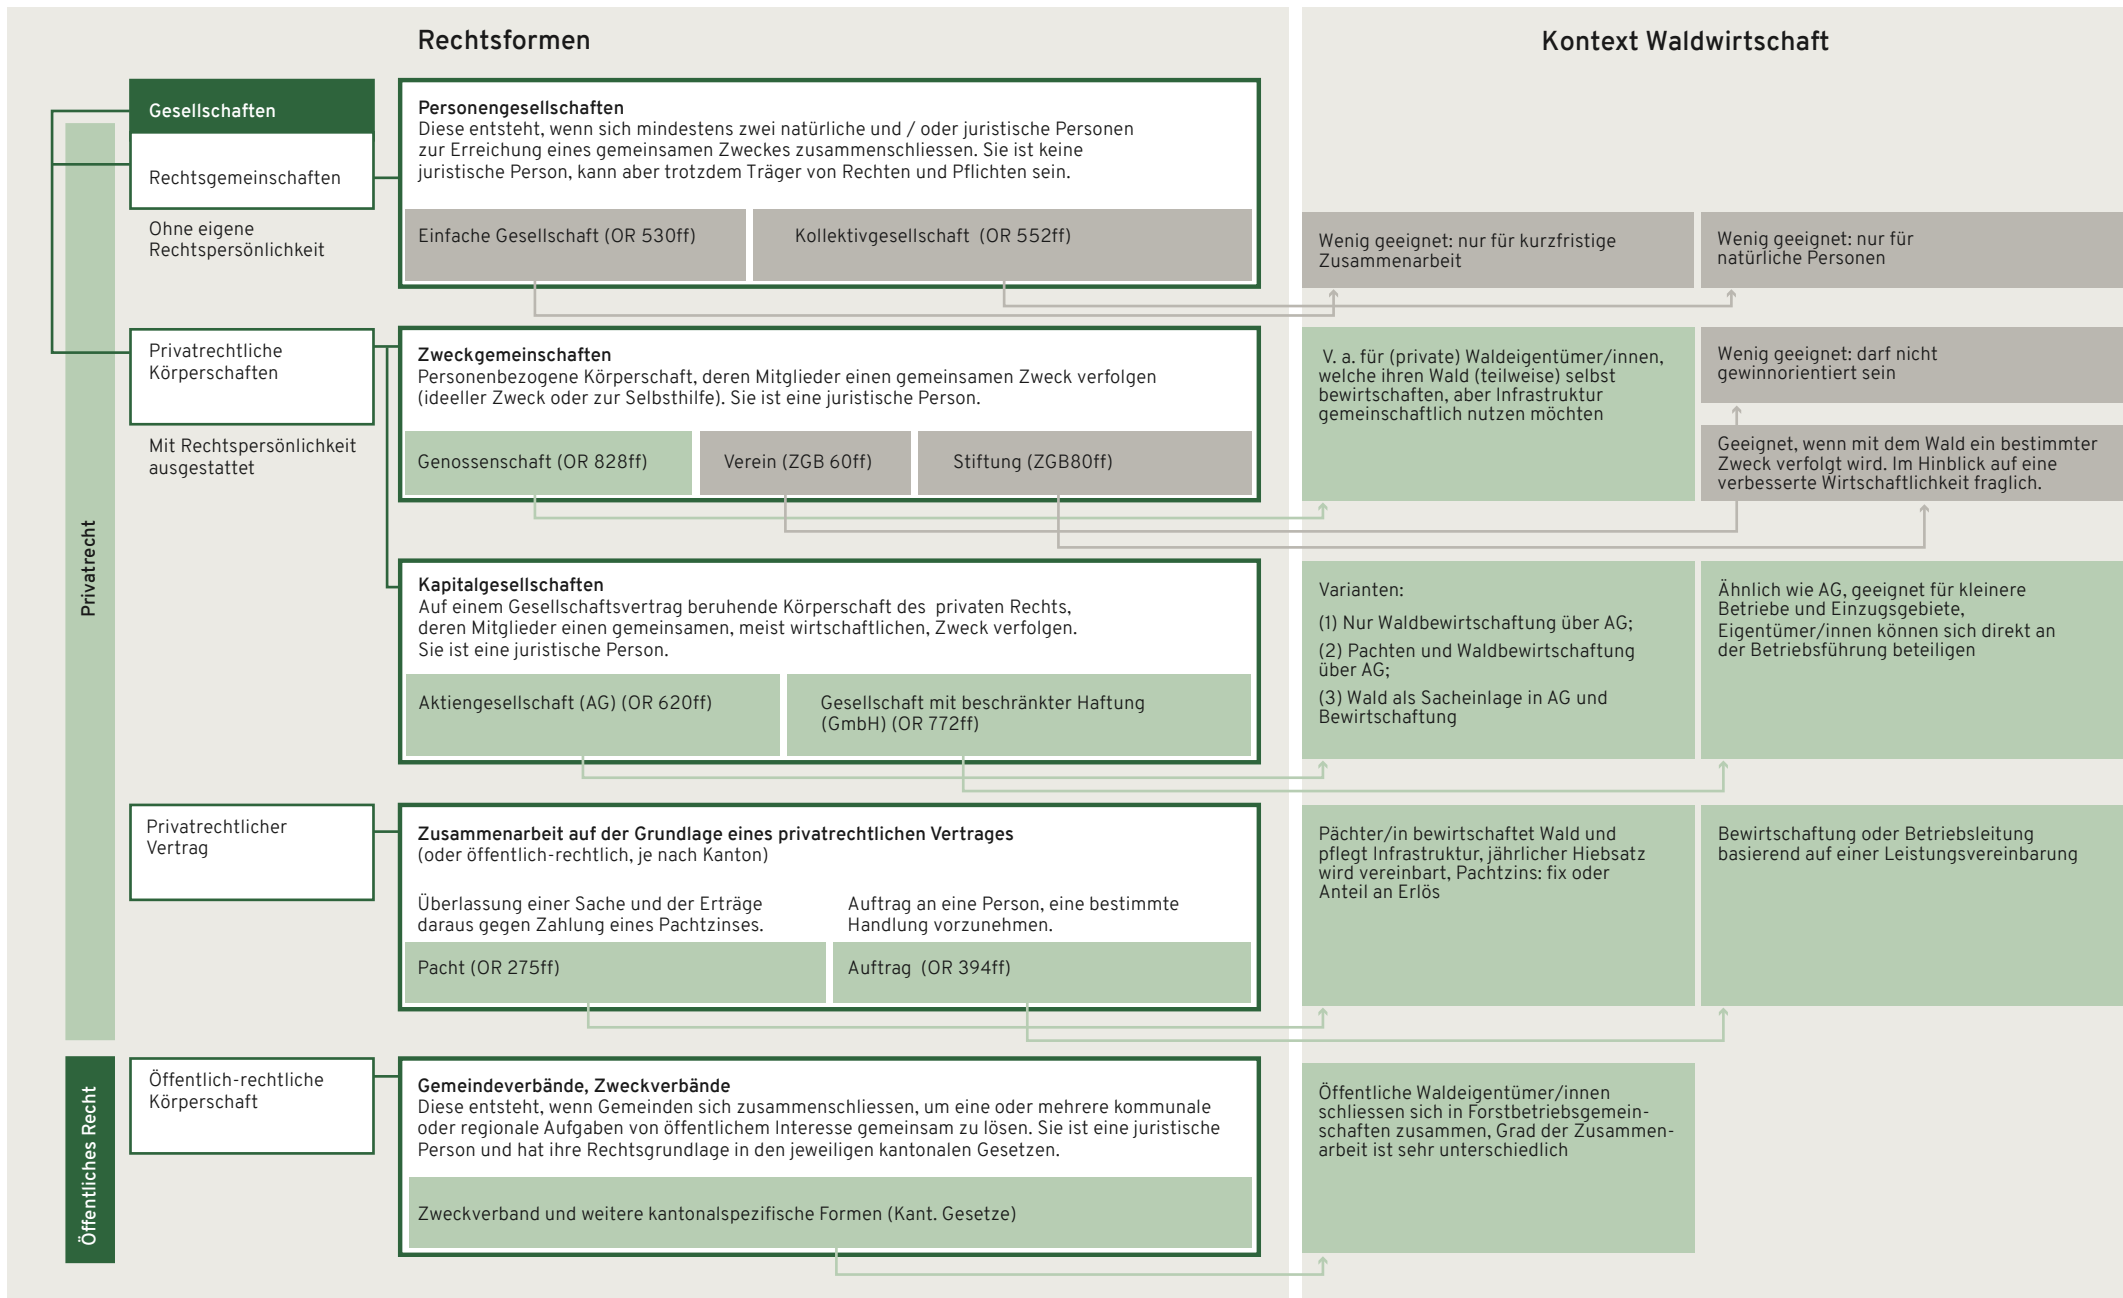 Rechtsformen
Kontext Waldwirtschaft
Privatrecht
Gesellschaften
Rechtsgemeinschaften
Ohne eigene
Rechtspersönlichkeit
Personengesellschaften
Diese entsteht, wenn sich mindestens zwei natürliche und / oder juristische Personen
zur Erreichung eines gemeinsamen Zweckes zusammenschliessen. Sie ist keine
juristische Person, kann aber trotzdem Träger von Rechten und Pflichten sein.
Einfache Gesellschaft (OR 530ff)
Kollektivgesellschaft (OR 552ff)
Wenig geeignet: nur für kurzfristige
Zusammenarbeit
Wenig geeignet: nur für
natürliche Personen
Privatrechtliche
Körperschaften
Mit Rechtspersönlichkeit
ausgestattet
Zweckgemeinschaften
Personenbezogene Körperschaft, deren Mitglieder einen gemeinsamen Zweck verfolgen
(ideeller Zweck oder zur Selbsthilfe). Sie ist eine juristische Person.
Genossenschaft (OR 828ff)
Verein (ZGB 60ff)
Stiftung (ZGB80ff)
V. a. für (private) Waldeigentümer/innen,
welche ihren Wald (teilweise) selbst
bewirtschaften, aber Infrastruktur
gemeinschaftlich nutzen möchten
Wenig geeignet: darf nicht
gewinnorientiert sein
Geeignet, wenn mit dem Wald ein bestimmter
Zweck verfolgt wird. Im Hinblick auf eine
verbesserte Wirtschaftlichkeit fraglich.
Kapitalgesellschaften
Auf einem Gesellschaftsvertrag beruhende Körperschaft des privaten Rechts,
deren Mitglieder einen gemeinsamen, meist wirtschaftlichen, Zweck verfolgen.
Sie ist eine juristische Person.
Aktiengesellschaft (AG) (OR 620ff)
Gesellschaft mit beschränkter Haftung
(GmbH) (OR 772ff)
Varianten:
(1) Nur Waldbewirtschaftung über AG;
(2) Pachten und Waldbewirtschaftung
über AG;
(3) Wald als Sacheinlage in AG und
Bewirtschaftung
Ähnlich wie AG, geeignet für kleinere
Betriebe und Einzugsgebiete,
Eigentümer/innen können sich direkt an
der Betriebsführung beteiligen
Privatrechtlicher
Vertrag
Zusammenarbeit auf der Grundlage eines privatrechtlichen Vertrages
(oder öffentlich-rechtlich, je nach Kanton)
Überlassung einer Sache und der Erträge
daraus gegen Zahlung eines Pachtzinses.
Auftrag an eine Person, eine bestimmte
Handlung vorzunehmen.
Pacht (OR 275ff)
Auftrag (OR 394ff)
Pächter/in bewirtschaftet Wald und
pflegt Infrastruktur, jährlicher Hiebsatz
wird vereinbart, Pachtzins: fix oder
Anteil an Erlös
Bewirtschaftung oder Betriebsleitung
basierend auf einer Leistungsvereinbarung
Öffentliches Recht
Öffentlich-rechtliche
Körperschaft
Gemeindeverbände, Zweckverbände
Diese entsteht, wenn Gemeinden sich zusammenschliessen, um eine oder mehrere kommunale
oder regionale Aufgaben von öffentlichem Interesse gemeinsam zu lösen. Sie ist eine juristische
Person und hat ihre Rechtsgrundlage in den jeweiligen kantonalen Gesetzen.
Zweckverband und weitere kantonalspezifische Formen (Kant. Gesetze)
Öffentliche Waldeigentümer/innen
schliessen sich in Forstbetriebsgemein-
schaften zusammen, Grad der Zusammen-
arbeit ist sehr unterschiedlich